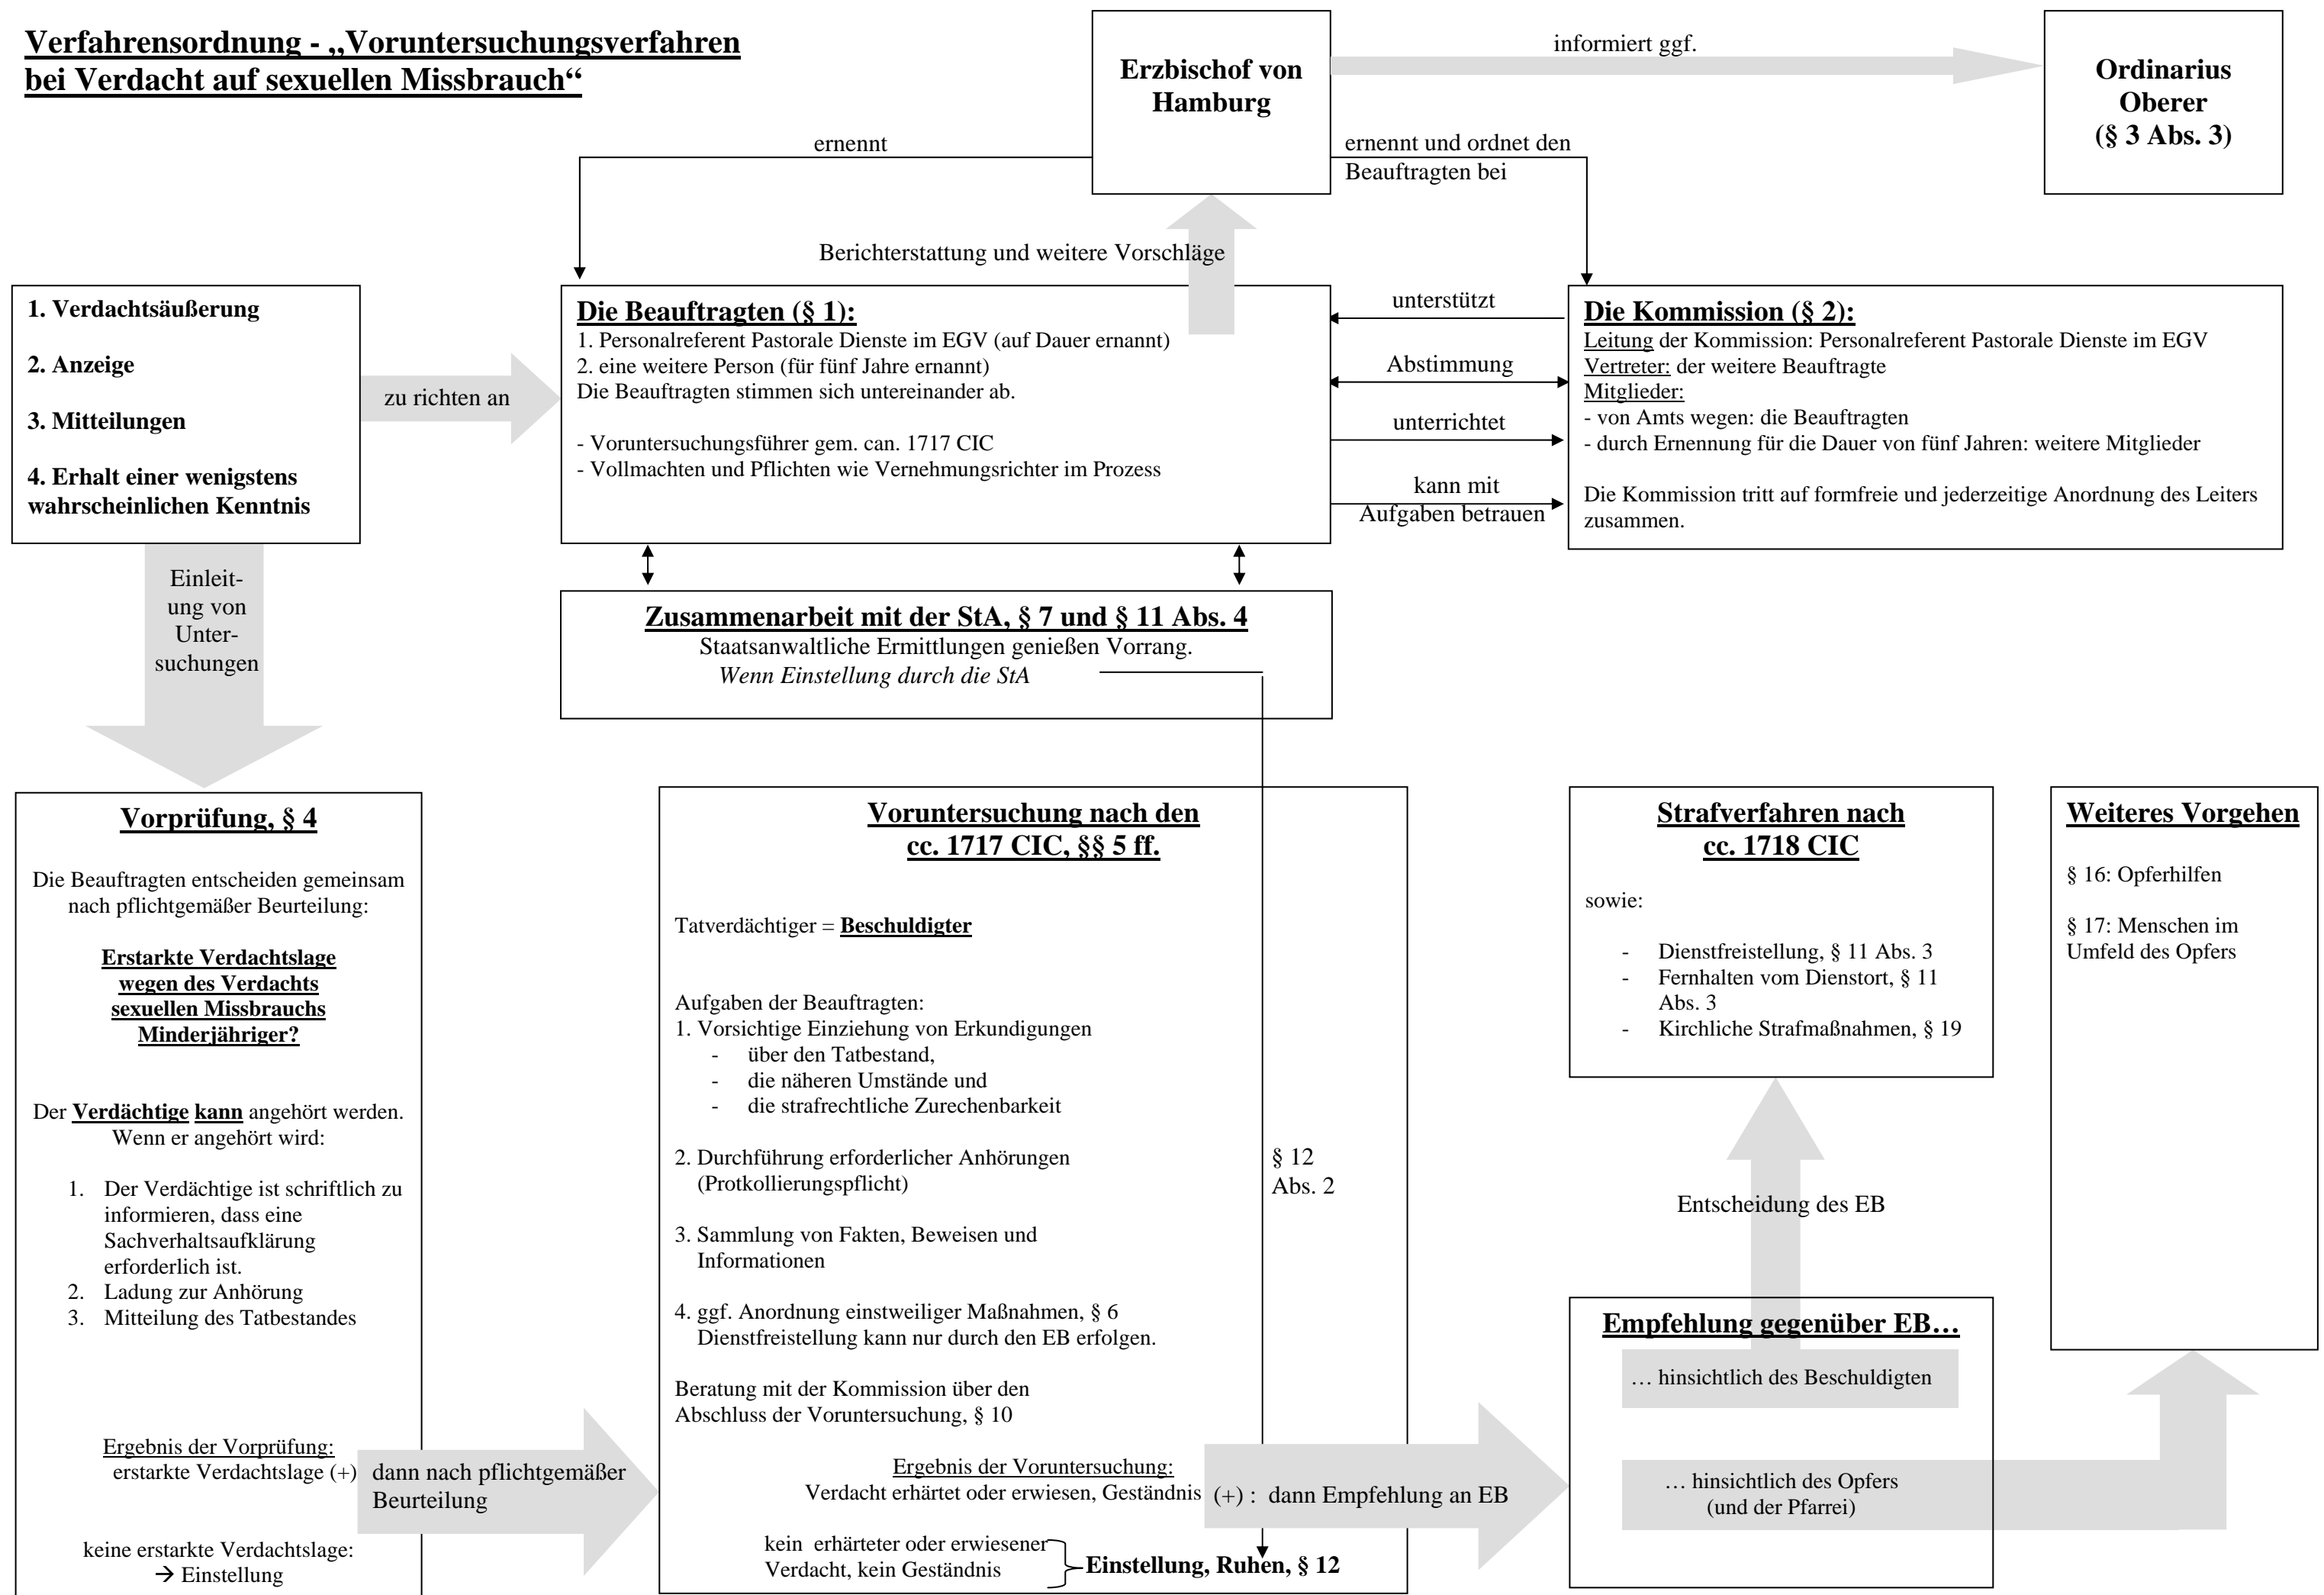 Verfahrensordnung - „Voruntersuchungsverfahren
bei Verdacht auf sexuellen Missbrauch“
Erzbischof von
Hamburg
informiert ggf.
Ordinarius
Oberer
(§ 3 Abs. 3)
ernennt
ernennt und ordnet den
Beauftragten bei
Berichterstattung und weitere Vorschläge
1. Verdachtsäußerung
2. Anzeige
3. Mitteilungen
4. Erhalt einer wenigstens
wahrscheinlichen Kenntnis
zu richten an
Die Beauftragten (§ 1):
1. Personalreferent Pastorale Dienste im EGV (auf Dauer ernannt)
2. eine weitere Person (für fünf Jahre ernannt)
Die Beauftragten stimmen sich untereinander ab.
- Voruntersuchungsführer gem. can. 1717 CIC
- Vollmachten und Pflichten wie Vernehmungsrichter im Prozess
unterstützt
Abstimmung
unterrichtet
kann mit
Aufgaben betrauen
Die Kommission (§ 2):
Leitung der Kommission: Personalreferent Pastorale Dienste im EGV
Vertreter: der weitere Beauftragte
Mitglieder:
- von Amts wegen: die Beauftragten
- durch Ernennung für die Dauer von fünf Jahren: weitere Mitglieder
Die Kommission tritt auf formfreie und jederzeitige Anordnung des Leiters
zusammen.
Einleit-
ung von
Unter-
suchungen
Zusammenarbeit mit der StA, § 7 und § 11 Abs. 4
Staatsanwaltliche Ermittlungen genießen Vorrang.
Wenn Einstellung durch die StA
Vorprüfung, § 4
Die Beauftragten entscheiden gemeinsam
nach pflichtgemäßer Beurteilung:
Erstarkte Verdachtslage
wegen des Verdachts
sexuellen Missbrauchs
Minderjähriger?
Der Verdächtige kann angehört werden.
Wenn er angehört wird:
1. Der Verdächtige ist schriftlich zu
informieren, dass eine
Sachverhaltsaufklärung
erforderlich ist.
2. Ladung zur Anhörung
3. Mitteilung des Tatbestandes
Ergebnis der Vorprüfung:
erstarkte Verdachtslage (+)
keine erstarkte Verdachtslage:
→ Einstellung
dann nach pflichtgemäßer
Beurteilung
Voruntersuchung nach den
cc. 1717 CIC, §§ 5 ff.
Tatverdächtiger = Beschuldigter
Aufgaben der Beauftragten:
1. Vorsichtige Einziehung von Erkundigungen
- über den Tatbestand,
- die näheren Umstände und
- die strafrechtliche Zurechenbarkeit
2. Durchführung erforderlicher Anhörungen
(Protkollierungspflicht)
3. Sammlung von Fakten, Beweisen und
Informationen
4. ggf. Anordnung einstweiliger Maßnahmen, § 6
Dienstfreistellung kann nur durch den EB erfolgen.
Beratung mit der Kommission über den
Abschluss der Voruntersuchung, § 10
Ergebnis der Voruntersuchung:
Verdacht erhärtet oder erwiesen, Geständnis (+) : dann Empfehlung an EB
kein erhärteter oder erwiesener
Verdacht, kein Geständnis
Einstellung, Ruhen, § 12
§ 12
Abs. 2
Strafverfahren nach
cc. 1718 CIC
sowie:
- Dienstfreistellung, § 11 Abs. 3
- Fernhalten vom Dienstort, § 11
Abs. 3
- Kirchliche Strafmaßnahmen, § 19
Entscheidung des EB
Empfehlung gegenüber EB…
… hinsichtlich des Beschuldigten
… hinsichtlich des Opfers
(und der Pfarrei)
Weiteres Vorgehen
§ 16: Opferhilfen
§ 17: Menschen im
Umfeld des Opfers